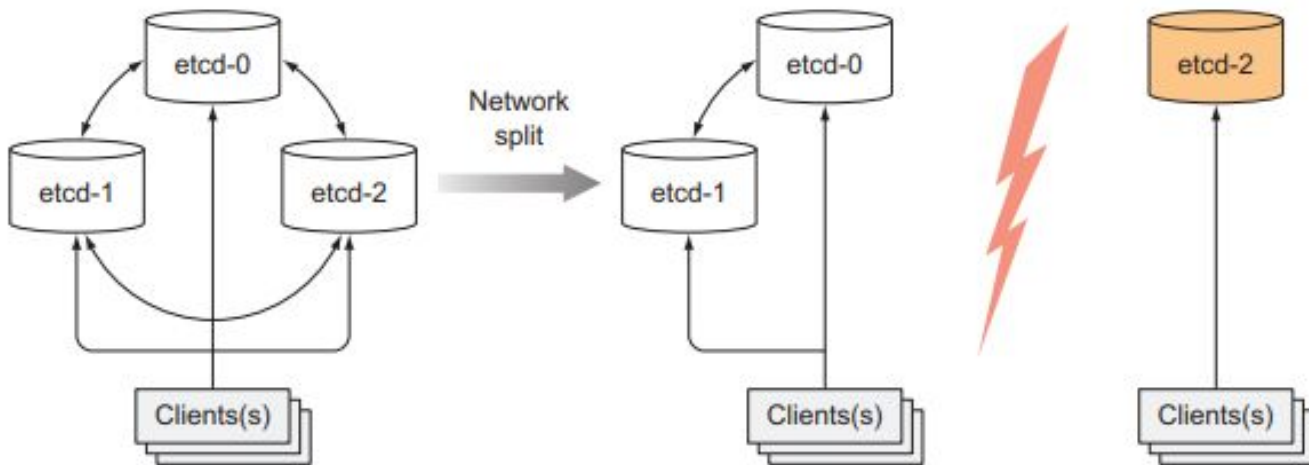 etcd-0
etcd-1
etcd-2
Clients(s)
Network
split
etcd-0
etcd-1
Clients(s)
etcd-2
Clients(s)